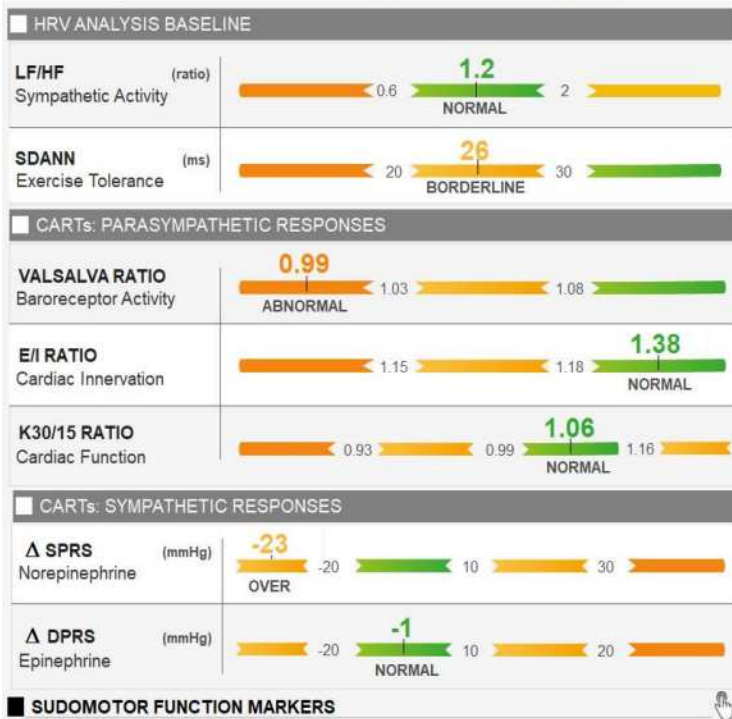 HRV ANALYSIS BASELINE
1.2
LF/HF (ratio)
Sympathetic Activity
0.6 2
NORMAL
26
SDANN (ms)
Exercise Tolerance
20 30
BORDERLINE
CARTs: PARASYMPATHETIC RESPONSES
0.99
VALSALVA RATIO
Baroreceptor Activity
1.03 1.08
ABNORMAL
1.38
E/I RATIO
Cardiac Innervation
1.15 1.18
NORMAL
1.06
K30/15 RATIO
Cardiac Function
0.93 0.99 1.16
NORMAL
CARTs: SYMPATHETIC RESPONSES
-23
Δ SPRS (mmHg)
Norepinephrine
-20 10 30
OVER
-1
Δ DPRS (mmHg)
Epinephrine
-20 10 20
NORMAL
SUDOMOTOR FUNCTION MARKERS